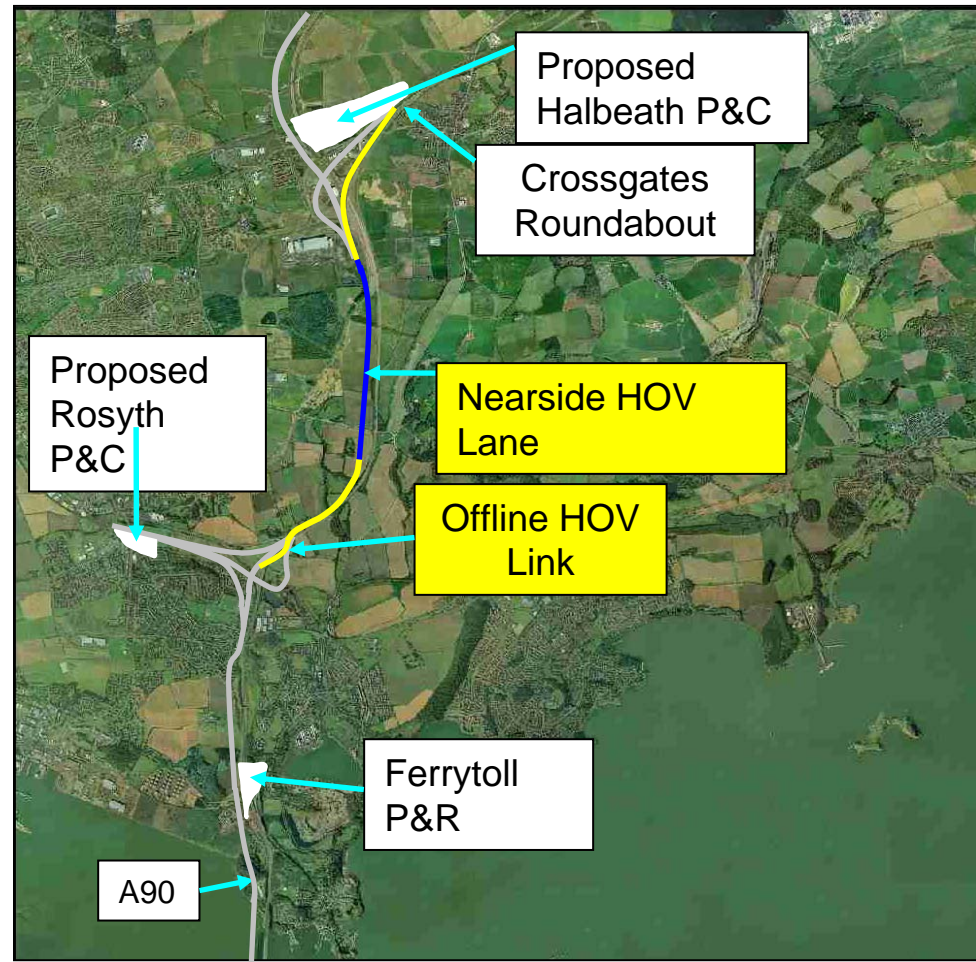 Proposed
Halbeath P&C
Crossgates
Roundabout
Proposed
Rosyth
P&C
Nearside HOV
Lane
Offline HOV
Link
Ferrytoll
P&R
A90